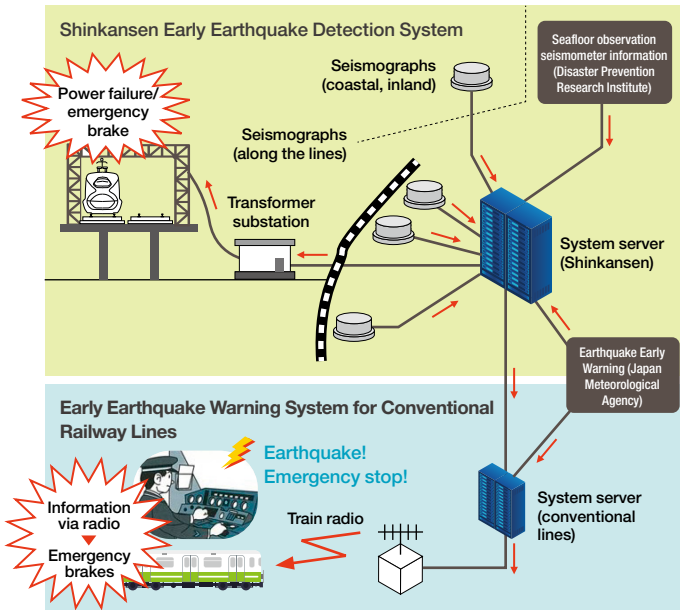 Shinkansen Early Earthquake Detection System
Seafloor observation
seismometer information
(Disaster Prevention
Research Institute)
Seismographs
(coastal, inland)
Power failure/
emergency
brake
Seismographs
(along the lines)
Transformer
substation
System server
(Shinkansen)
Earthquake Early
Warning (Japan
Meteorological
Agency)
Early Earthquake Warning System for Conventional
Railway Lines
Earthquake!
Emergency stop!
Information
via radio
Emergency
brakes
Train radio
System server
(conventional
lines)